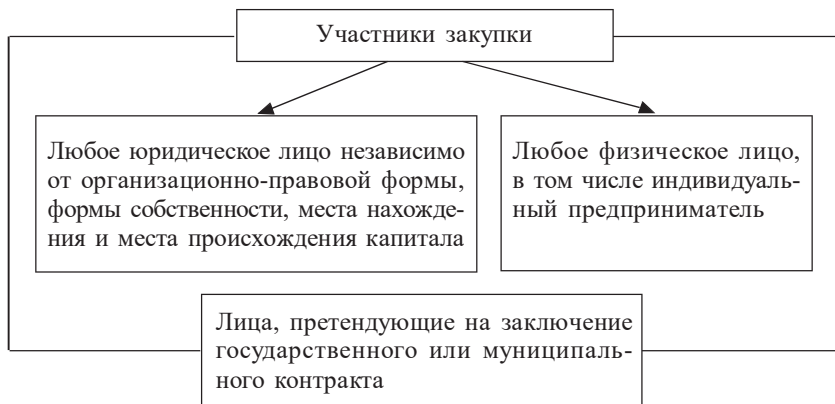 Участники закупки
Любое юридическое лицо независимо
от организационно-правовой формы,
формы собственности, места нахожде-
ния и места происхождения капитала
Любое физическое лицо,
в том числе индивидуаль-
ный предприниматель
Лица, претендующие на заключение
государственного или муниципаль-
ного контракта